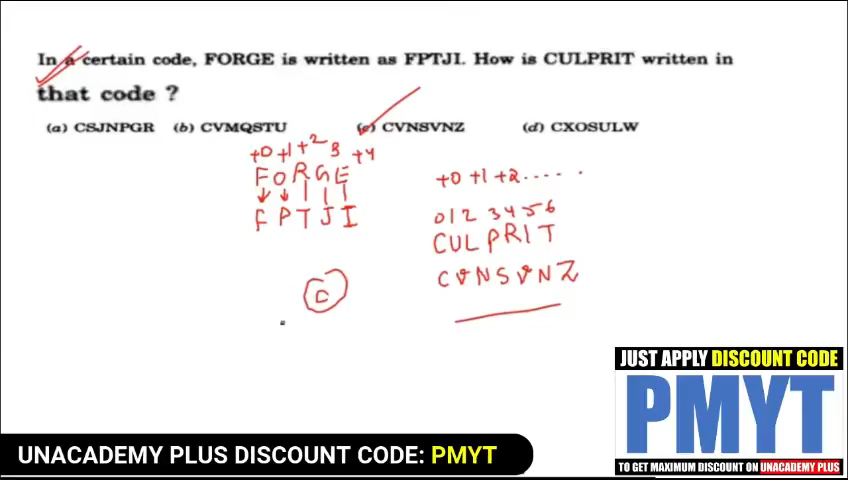 In a certain code, FORGE is written as FPTJI. How is CULPRIT written in
that code ?
(a) CSJNPGR (b) CVMQSTU (c) CVNSVNZ (d) CXOSULW
+0 +1 +2 3 +4
FORGE
FPTJI
+0 +1 +2 .....
0 1 2 3 4 5 6
CULPRIT
CVNSVNZ
C
JUST APPLY DISCOUNT CODE
PMYT
TO GET MAXIMUM DISCOUNT ON UNACADEMY PLUS
UNACADEMY PLUS DISCOUNT CODE: PMYT